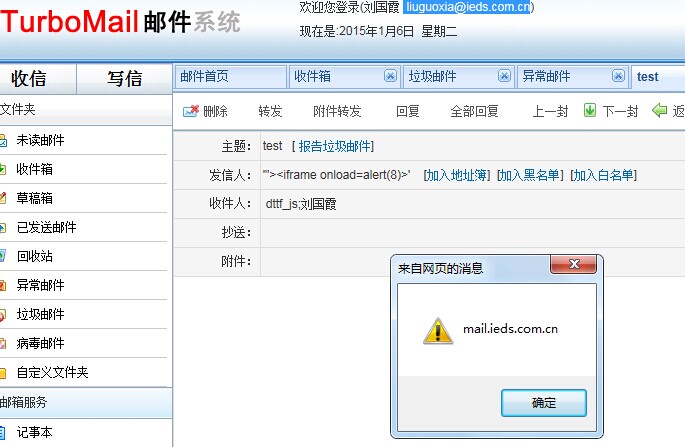 TurboMail 邮件系统
欢迎您登录(刘国霞 liuguoxia@ieds.com.cn)
现在是:2015年1月6日 星期二
收信 写信
邮件首页 收件箱 垃圾邮件 异常邮件 test
文件夹
删除 转发 附件转发 回复 全部回复 上一封 下一封 返
未读邮件
主题: test [ 报告垃圾邮件]
收件箱
发信人: '"><iframe onload=alert(8)>' [加入地址簿] [加入黑名单] [加入白名单]
草稿箱
收件人: dttf_js;刘国霞
已发送邮件
抄送:
回收站
附件:
异常邮件
垃圾邮件
病毒邮件
自定义文件夹
邮箱服务
记事本
来自网页的消息
mail.ieds.com.cn
确定